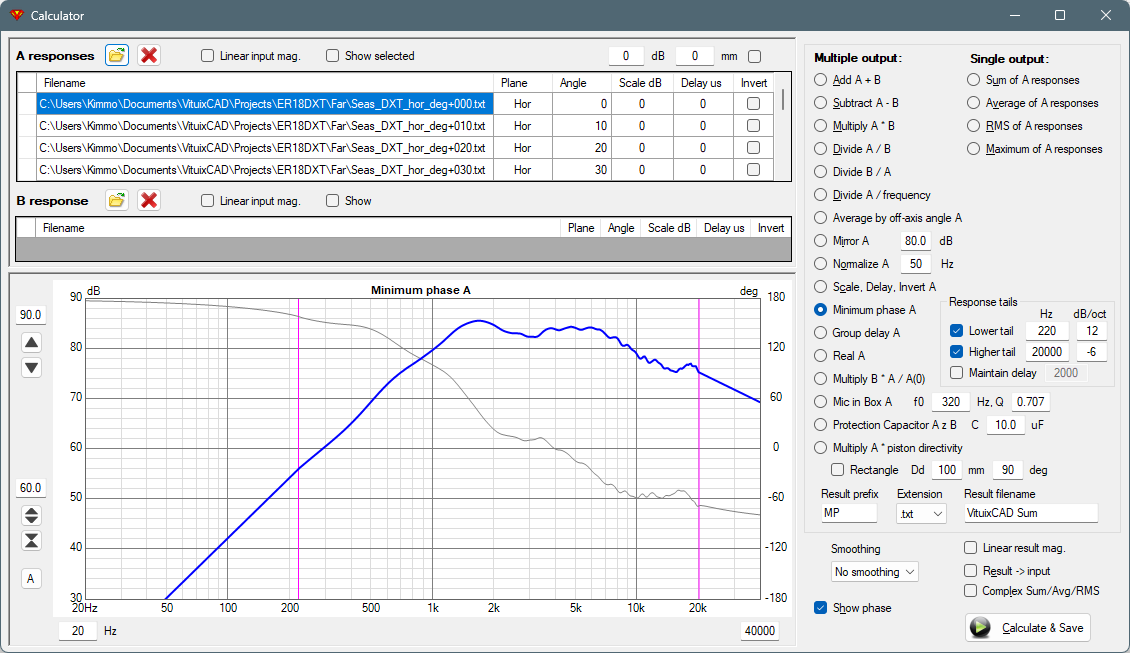 Calculator
A responses Linear input mag. Show selected 0 dB 0 mm
Filename Plane Angle Scale dB Delay us Invert
C:\Users\Kimmo\Documents\VituixCAD\Projects\ER18DXT\Far\Seas_DXT_hor_deg+000.txt Hor 0 0 0
C:\Users\Kimmo\Documents\VituixCAD\Projects\ER18DXT\Far\Seas_DXT_hor_deg+010.txt Hor 10 0 0
C:\Users\Kimmo\Documents\VituixCAD\Projects\ER18DXT\Far\Seas_DXT_hor_deg+020.txt Hor 20 0 0
C:\Users\Kimmo\Documents\VituixCAD\Projects\ER18DXT\Far\Seas_DXT_hor_deg+030.txt Hor 30 0 0
B response Linear input mag. Show
Filename Plane Angle Scale dB Delay us Invert
90 dB Minimum phase A deg 180
90.0
80 120
70 60
60 0
60.0
50 -60
40 -120
A
30 -180
20Hz 50 100 200 500 1k 2k 5k 10k 20k
20 Hz 40000
Multiple output:
Add A + B
Subtract A - B
Multiply A * B
Divide A / B
Divide B / A
Divide A / frequency
Average by off-axis angle A
Mirror A 80.0 dB
Normalize A 50 Hz
Scale, Delay, Invert A
Minimum phase A
Group delay A
Real A
Multiply B * A / A(0)
Mic in Box A f0 320 Hz, Q 0.707
Protection Capacitor A z B C 10.0 uF
Multiply A * piston directivity
Rectangle Dd 100 mm 90 deg
Single output:
Sum of A responses
Average of A responses
RMS of A responses
Maximum of A responses
Response tails
Hz dB/oct
Lower tail 220 12
Higher tail 20000 -6
Maintain delay 2000
Result prefix Extension Result filename
MP .txt VituixCAD Sum
Smoothing
No smoothing
Show phase
Linear result mag.
Result -> input
Complex Sum/Avg/RMS
Calculate & Save